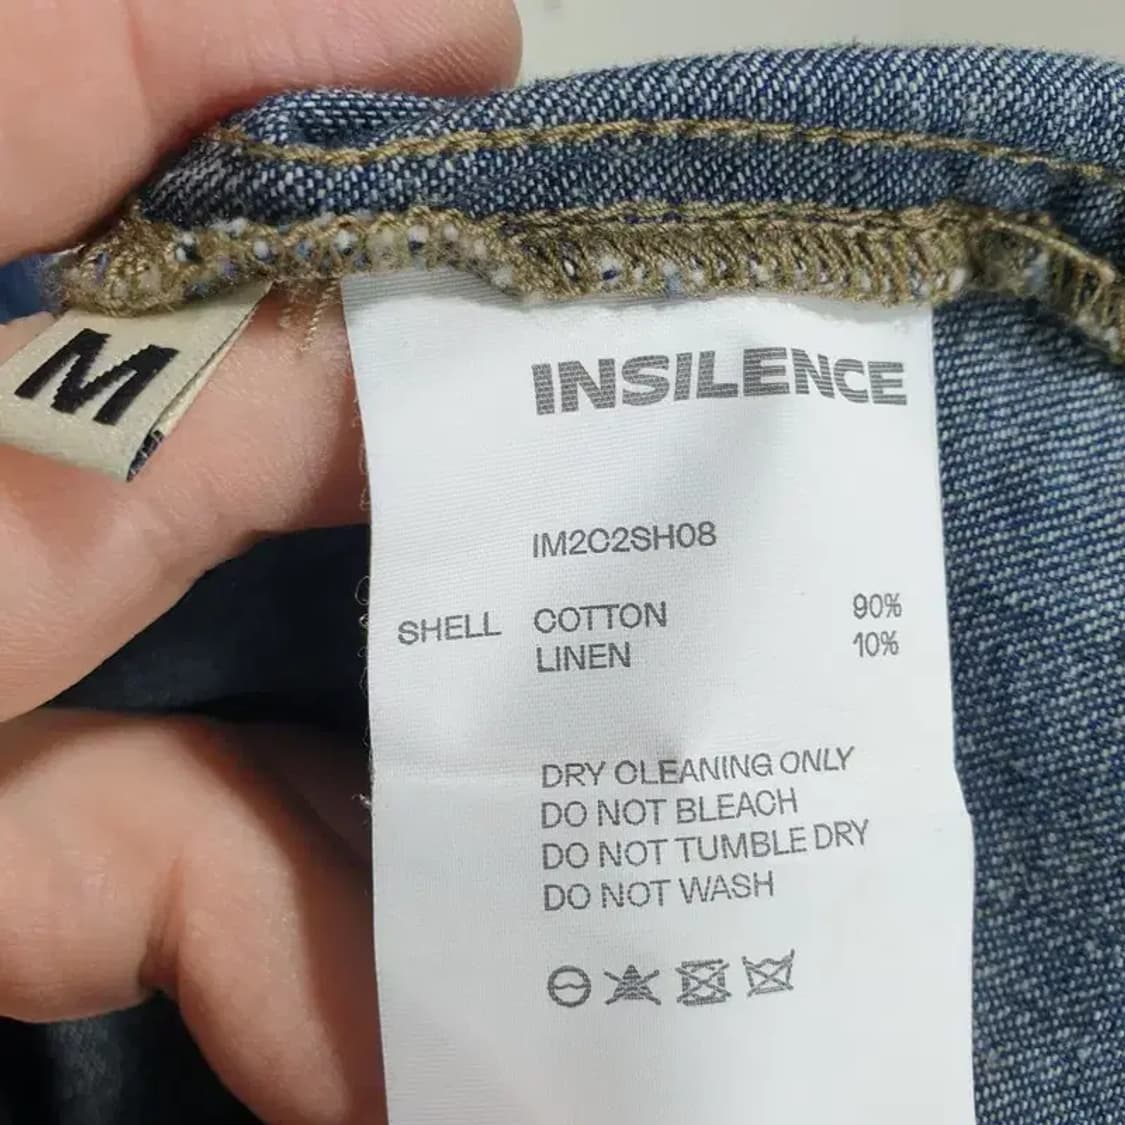 M
INSILENCE
IM2C2SH08
SHELL COTTON 90%
LINEN 10%
DRY CLEANING ONLY
DO NOT BLEACH
DO NOT TUMBLE DRY
DO NOT WASH